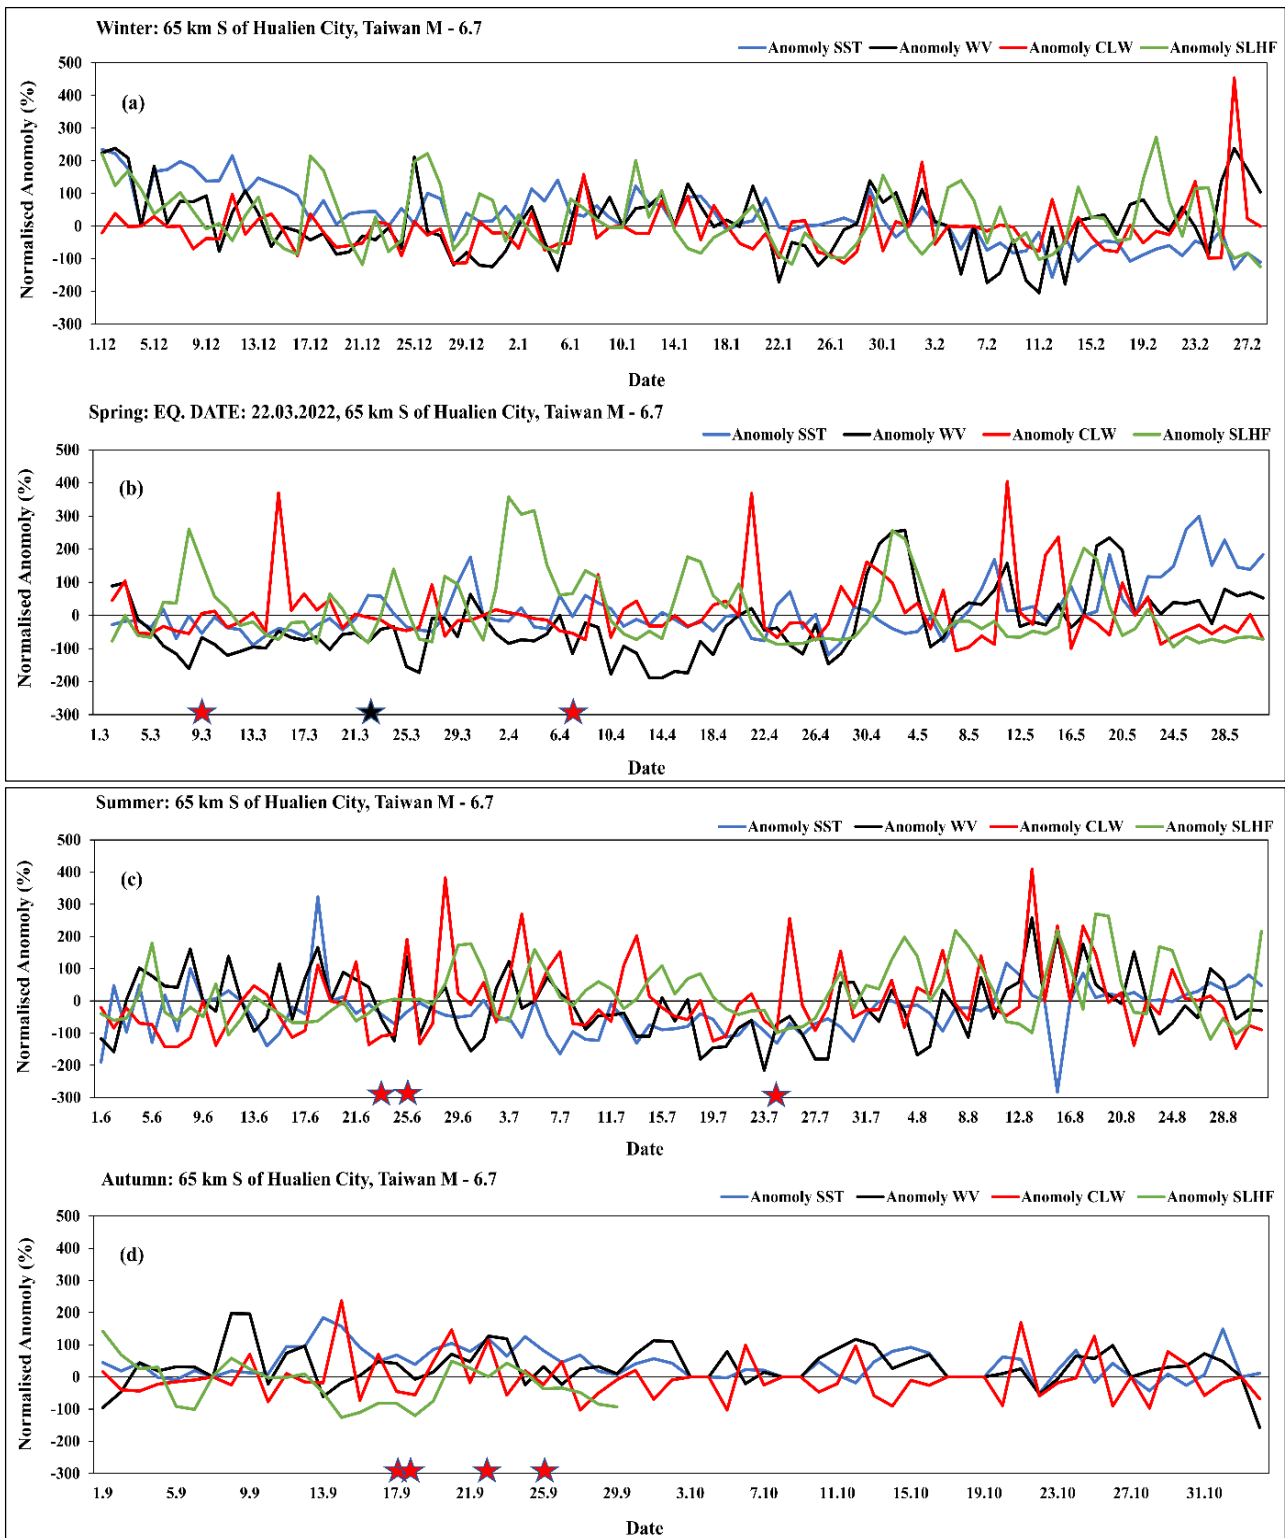 Winter: 65 km S of Hualien City, Taiwan M - 6.7
Anomoly SST Anomoly WV Anomoly CLW Anomoly SLHF
(a)
Normalised Anomoly (%)
500
400
300
200
100
0
-100
-200
-300
1.12 5.12 9.12 13.12 17.12 21.12 25.12 29.12 2.1 6.1 10.1 14.1 18.1 22.1 26.1 30.1 3.2 7.2 11.2 15.2 19.2 23.2 27.2
Date
Spring: EQ. DATE: 22.03.2022, 65 km S of Hualien City, Taiwan M - 6.7
Anomoly SST Anomoly WV Anomoly CLW Anomoly SLHF
(b)
Normalised Anomoly (%)
500
400
300
200
100
0
-100
-200
-300
1.3 5.3 9.3 13.3 17.3 21.3 25.3 29.3 2.4 6.4 10.4 14.4 18.4 22.4 26.4 30.4 4.5 8.5 12.5 16.5 20.5 24.5 28.5
Date
Summer: 65 km S of Hualien City, Taiwan M - 6.7
Anomoly SST Anomoly WV Anomoly CLW Anomoly SLHF
(c)
Normalised Anomoly (%)
500
400
300
200
100
0
-100
-200
-300
1.6 5.6 9.6 13.6 17.6 21.6 25.6 29.6 3.7 7.7 11.7 15.7 19.7 23.7 27.7 31.7 4.8 8.8 12.8 16.8 20.8 24.8 28.8
Date
Autumn: 65 km S of Hualien City, Taiwan M - 6.7
Anomoly SST Anomoly WV Anomoly CLW Anomoly SLHF
(d)
Normalised Anomoly (%)
500
400
300
200
100
0
-100
-200
-300
1.9 5.9 9.9 13.9 17.9 21.9 25.9 29.9 3.10 7.10 11.10 15.10 19.10 23.10 27.10 31.10
Date